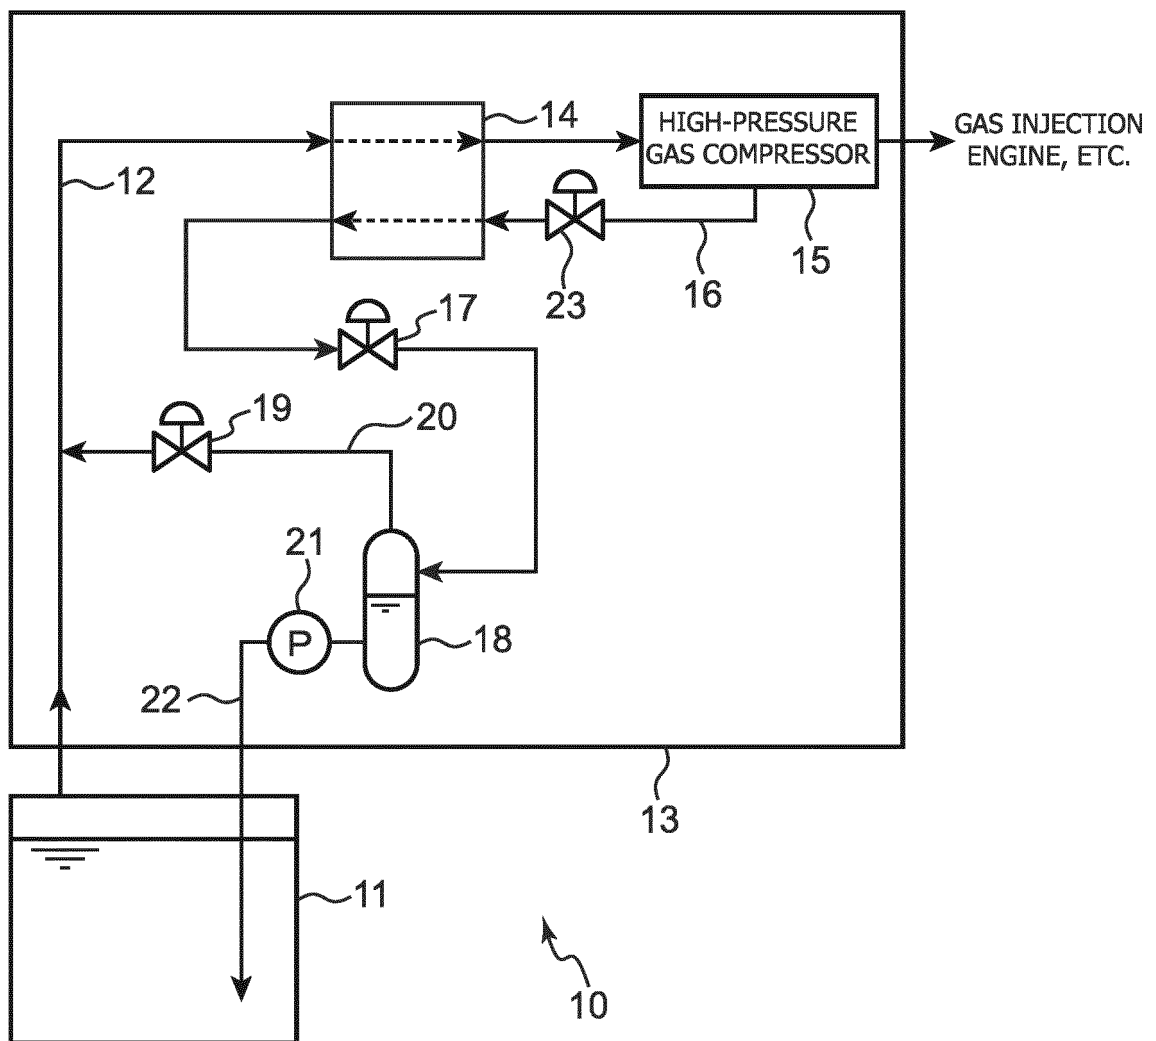 14
HIGH-PRESSURE
GAS COMPRESSOR
GAS INJECTION
ENGINE, ETC.
12
23
16
15
17
19
20
21
P
18
22
13
11
10